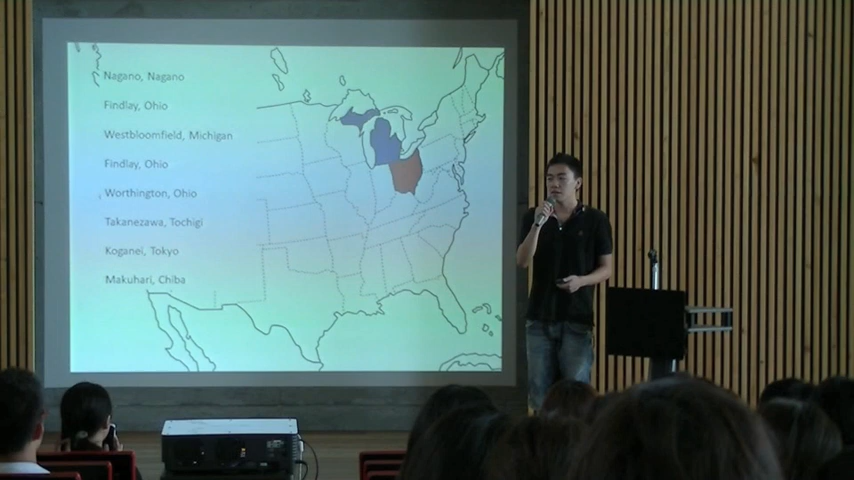 Nagano, Nagano
Findlay, Ohio
Westbloomfield, Michigan
Findlay, Ohio
Worthington, Ohio
Takanezawa, Tochigi
Koganei, Tokyo
Makuhari, Chiba